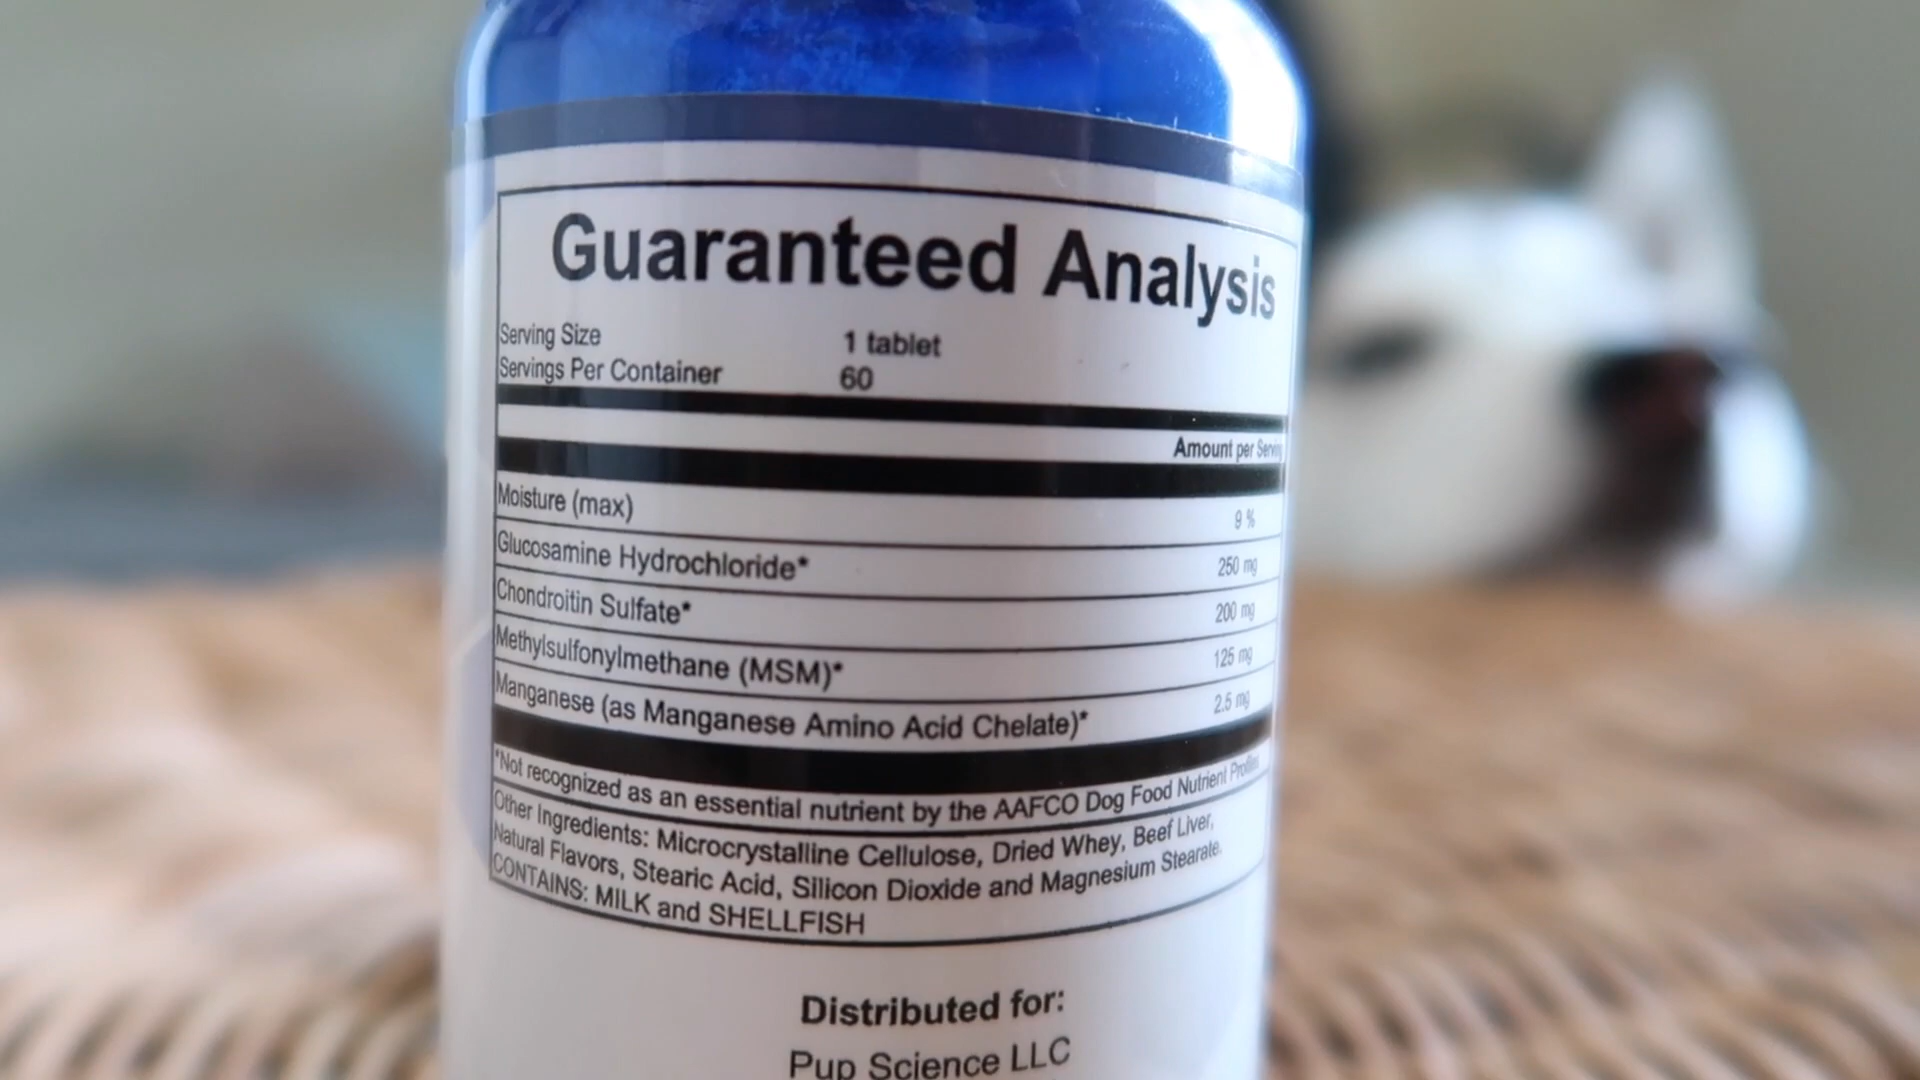 Guaranteed Analysis
Serving Size 1 tablet
Servings Per Container 60
Amount per Serving
Moisture (max) 9 %
Glucosamine Hydrochloride* 250 mg
Chondroitin Sulfate* 200 mg
Methylsulfonylmethane (MSM)* 125 mg
Manganese (as Manganese Amino Acid Chelate)* 2.5 mg
*Not recognized as an essential nutrient by the AAFCO Dog Food Nutrient Profiles
Other Ingredients: Microcrystalline Cellulose, Dried Whey, Beef Liver,
Natural Flavors, Stearic Acid, Silicon Dioxide and Magnesium Stearate.
CONTAINS: MILK and SHELLFISH
Distributed for:
Pup Science LLC